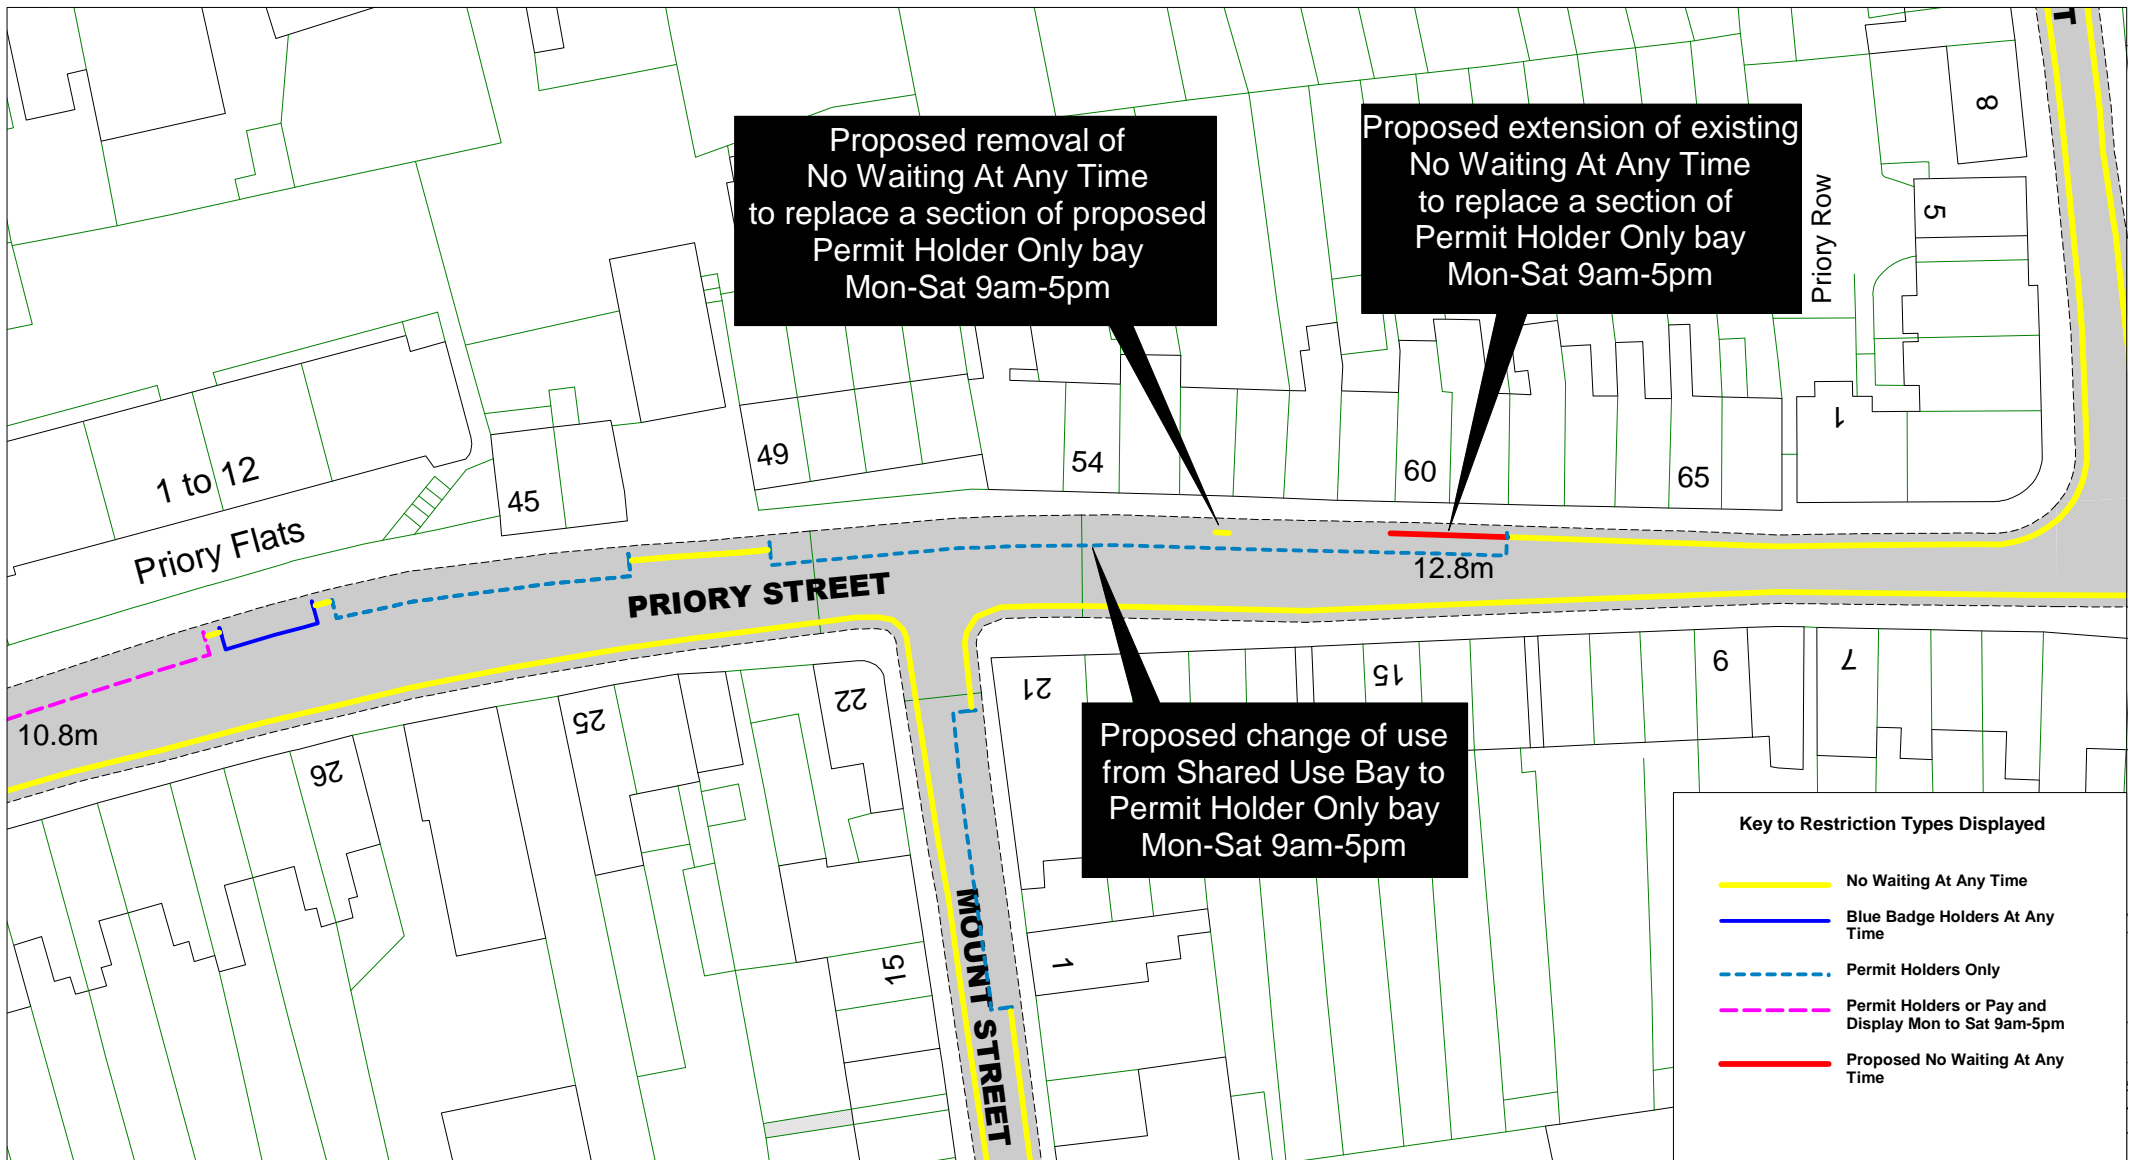 T
Proposed removal of
No Waiting At Any Time
to replace a section of proposed
Permit Holder Only bay
Mon-Sat 9am-5pm
Proposed extension of existing
No Waiting At Any Time
to replace a section of
Permit Holder Only bay
Mon-Sat 9am-5pm
8
5
Priory Row
1
1 to 12
Priory Flats
45
49
54
60
65
12.8m
PRIORY STREET
10.8m
26
25
22
21
15
9
7
Proposed change of use
from Shared Use Bay to
Permit Holder Only bay
Mon-Sat 9am-5pm
MOUNT STREET
15
1
Key to Restriction Types Displayed
No Waiting At Any Time
Blue Badge Holders At Any
Time
Permit Holders Only
Permit Holders or Pay and
Display Mon to Sat 9am-5pm
Proposed No Waiting At Any
Time